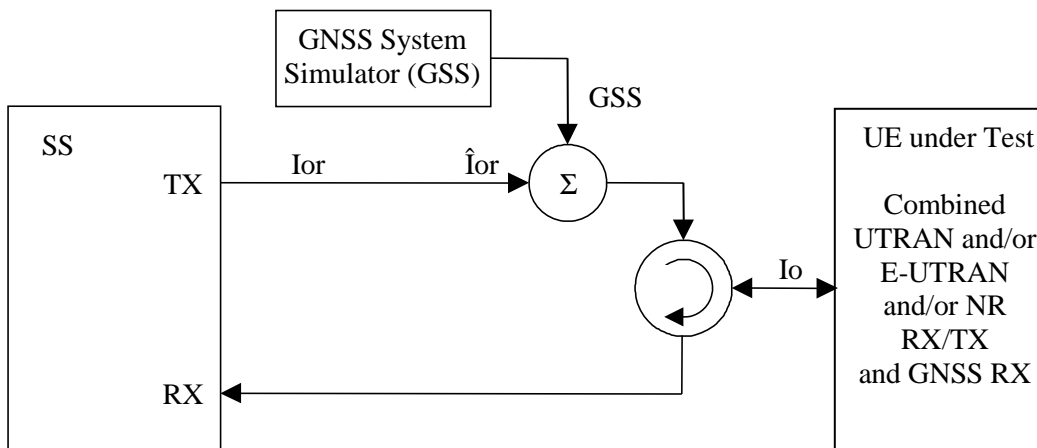 GNSS System
Simulator (GSS)
GSS
SS
TX
Ior
Îor
Σ
Io
RX
UE under Test
Combined
UTRAN and/or
E-UTRAN
and/or NR
RX/TX
and GNSS RX